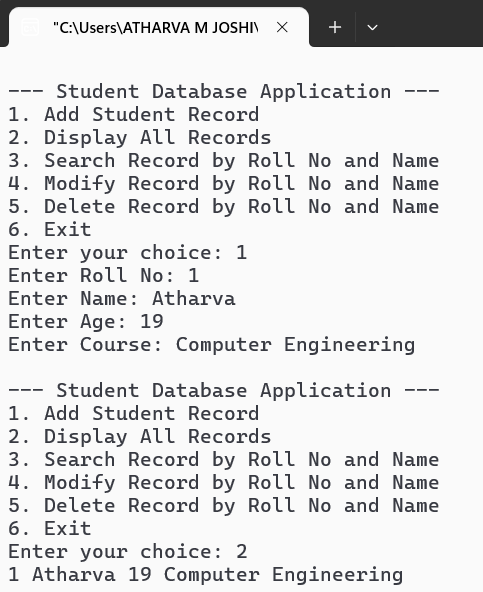 "C:\Users\ATHARVA M JOSHI\
--- Student Database Application ---
1. Add Student Record
2. Display All Records
3. Search Record by Roll No and Name
4. Modify Record by Roll No and Name
5. Delete Record by Roll No and Name
6. Exit
Enter your choice: 1
Enter Roll No: 1
Enter Name: Atharva
Enter Age: 19
Enter Course: Computer Engineering
--- Student Database Application ---
1. Add Student Record
2. Display All Records
3. Search Record by Roll No and Name
4. Modify Record by Roll No and Name
5. Delete Record by Roll No and Name
6. Exit
Enter your choice: 2
1 Atharva 19 Computer Engineering